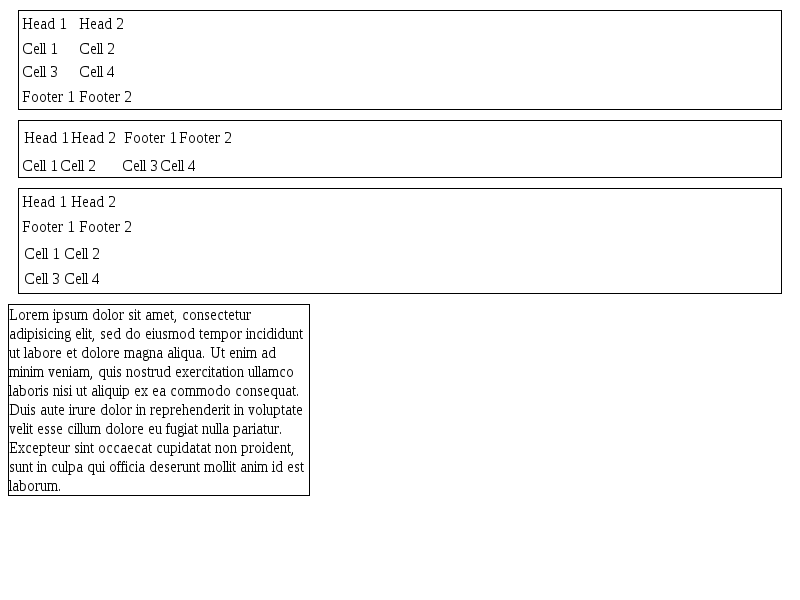 Head 1 Head 2
Cell 1 Cell 2
Cell 3 Cell 4
Footer 1 Footer 2
Head 1 Head 2 Footer 1 Footer 2
Cell 1 Cell 2 Cell 3 Cell 4
Head 1 Head 2
Footer 1 Footer 2
Cell 1 Cell 2
Cell 3 Cell 4
Lorem ipsum dolor sit amet, consectetur
adipisicing elit, sed do eiusmod tempor incididunt
ut labore et dolore magna aliqua. Ut enim ad
minim veniam, quis nostrud exercitation ullamco
laboris nisi ut aliquip ex ea commodo consequat.
Duis aute irure dolor in reprehenderit in voluptate
velit esse cillum dolore eu fugiat nulla pariatur.
Excepteur sint occaecat cupidatat non proident,
sunt in culpa qui officia deserunt mollit anim id est
laborum.